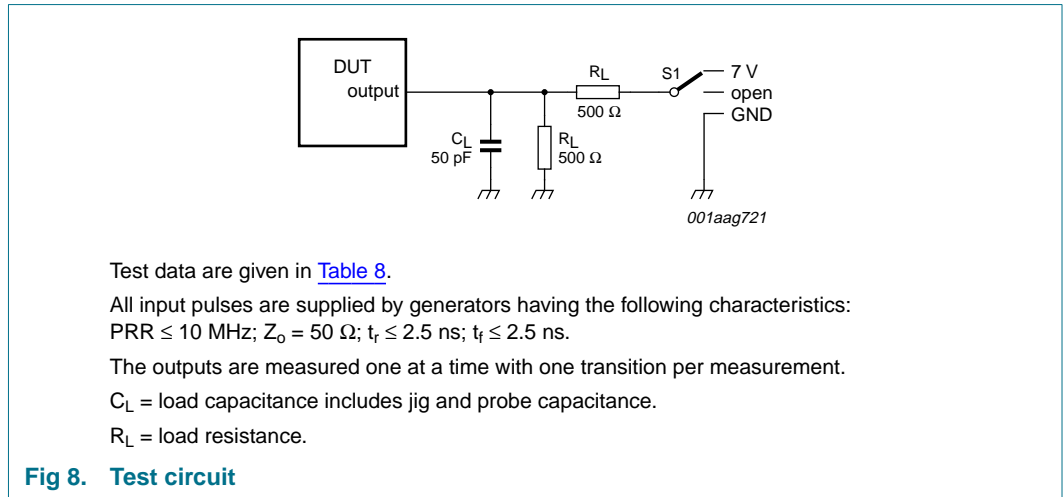 DUT
output
C_L
50 pF
R_L
500 Ω
R_L
500 Ω
S1
7 V
open
GND
001aag721
Test data are given in Table 8.
All input pulses are supplied by generators having the following characteristics:
PRR ≤ 10 MHz; Z_o = 50 Ω; t_r ≤ 2.5 ns; t_f ≤ 2.5 ns.
The outputs are measured one at a time with one transition per measurement.
C_L = load capacitance includes jig and probe capacitance.
R_L = load resistance.
Fig 8. Test circuit